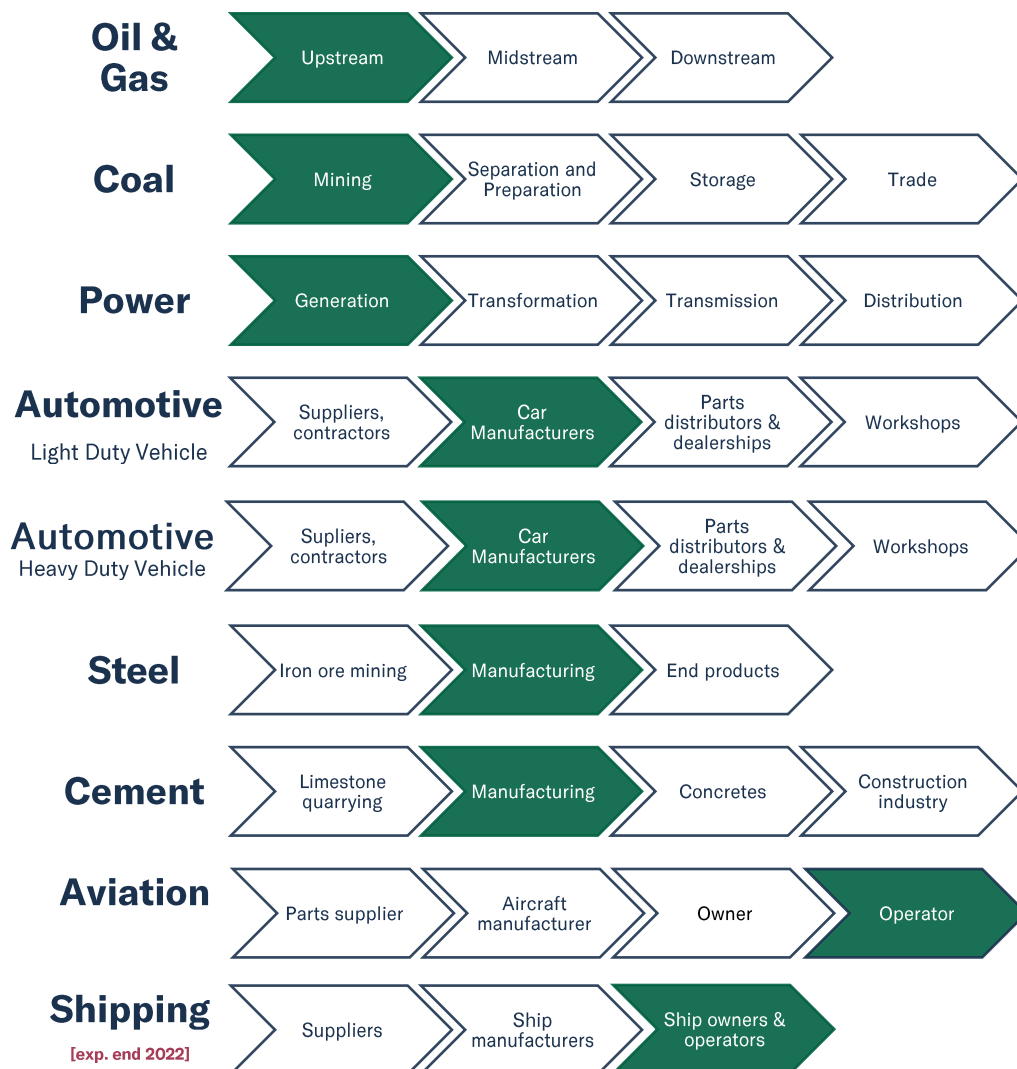 Oil &
Gas
Upstream
Midstream
Downstream
Coal
Mining
Separation and
Preparation
Storage
Trade
Power
Generation
Transformation
Transmission
Distribution
Automotive
Light Duty Vehicle
Suppliers,
contractors
Car
Manufacturers
Parts
distributors &
dealerships
Workshops
Automotive
Heavy Duty Vehicle
Supliers,
contractors
Car
Manufacturers
Parts
distributors &
dealerships
Workshops
Steel
Iron ore mining
Manufacturing
End products
Cement
Limestone
quarrying
Manufacturing
Concretes
Construction
industry
Aviation
Parts supplier
Aircraft
manufacturer
Owner
Operator
Shipping
[exp. end 2022]
Suppliers
Ship
manufacturers
Ship owners &
operators